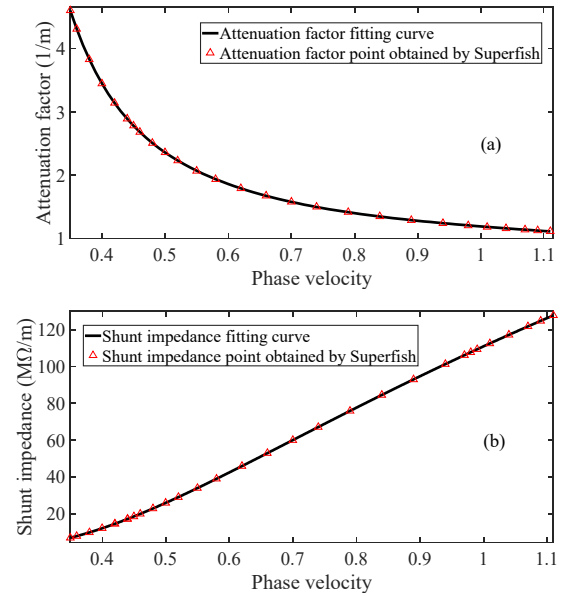 4
3
2
1
Attenuation factor (1/m)
Attenuation factor fitting curve
Attenuation factor point obtained by Superfish
(a)
0.4 0.5 0.6 0.7 0.8 0.9 1 1.1
Phase velocity
120
100
80
60
40
20
Shunt impedance (MΩ/m)
Shunt impedance fitting curve
Shunt impedance point obtained by Superfish
(b)
0.4 0.5 0.6 0.7 0.8 0.9 1 1.1
Phase velocity